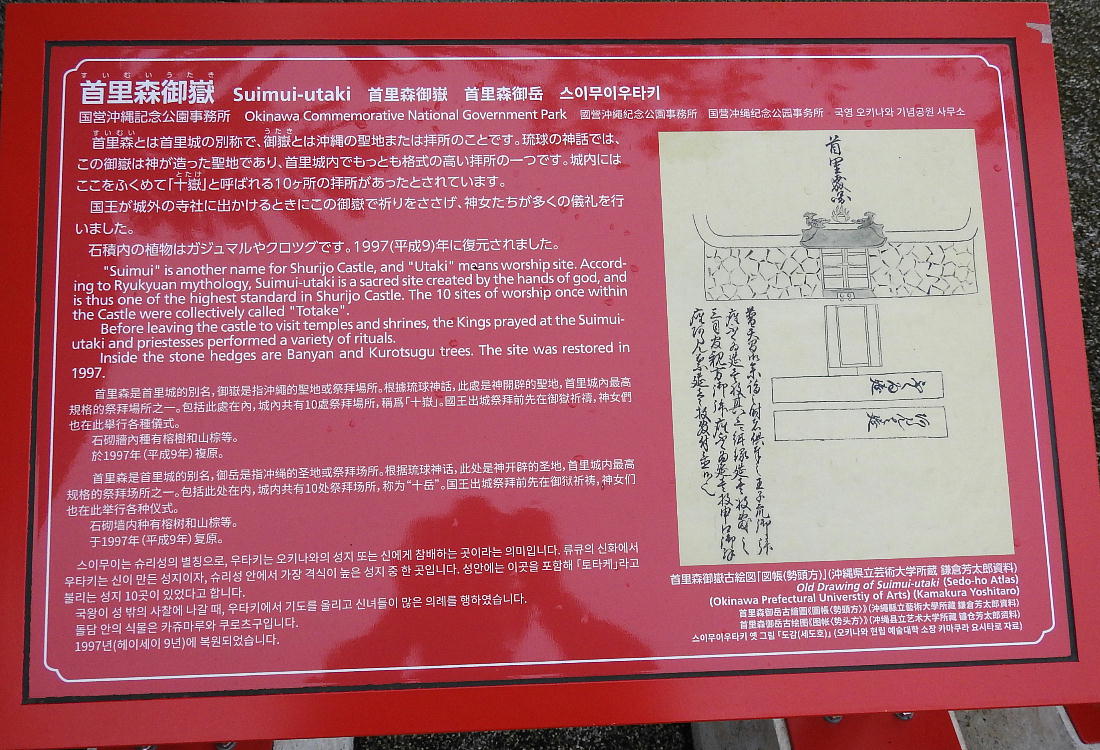 すいむいうたき
首里森御嶽 Suimui-utaki 首里森御嶽 首里森御岳 스이무이우타키
国営沖縄記念公園事務所 Okinawa Commemorative National Government Park 國營沖繩紀念公園事務所 国营冲绳纪念公园事务所 국영 오키나와 기념공원 사무소
すいむい うたき
首里森とは首里城の別称で、御嶽とは沖縄の聖地または拝所のことです。琉球の神話では、
この御嶽は神が造った聖地であり、首里城内でもっとも格式の高い拝所の一つです。城内には
とたけ
ここをふくめて「十嶽」と呼ばれる10ヶ所の拝所があったとされています。
国王が城外の寺社に出かけるときにこの御嶽で祈りをささげ、神女たちが多くの儀礼を行
いました。
石積内の植物はガジュマルやクロツグです。1997(平成9)年に復元されました。
"Suimui" is another name for Shurijo Castle, and "Utaki" means worship site. Accord-
ing to Ryukyuan mythology, Suimui-utaki is a sacred site created by the hands of god, and
is thus one of the highest standard in Shurijo Castle. The 10 sites of worship once within
the Castle were collectively called "Totake".
Before leaving the castle to visit temples and shrines, the Kings prayed at the Suimui-
utaki and priestesses performed a variety of rituals.
Inside the stone hedges are Banyan and Kurotsugu trees. The site was restored in
1997.
首里森是首里城的別名，御嶽是指沖繩的聖地或祭拜場所。根據琉球神話，此處是神開辟的聖地，首里城內最高
規格的祭拜場所之一。包括此處在內，城內共有10處祭拜場所，稱爲「十嶽」。國王出城祭拜前先在御嶽祈禱，神女們
也在此舉行各種儀式。
石砌牆內種有榕樹和山棕等。
於1997年（平成9年）複原。
首里森是首里城的别名，御岳是指冲绳的圣地或祭拜场所。根据琉球神话，此处是神开辟的圣地，首里城内最高
规格的祭拜场所之一。包括此处在内，城内共有10处祭拜场所，称为“十岳”。国王出城祭拜前先在御狱祈祷，神女们
也在此举行各种仪式。
石砌墙内种有榕树和山棕等。
于1997年（平成9年）复原。
스이무이는 슈리성의 별칭으로, 우타키는 오키나와의 성지 또는 신에게 참배하는 곳이라는 의미입니다. 류큐의 신화에서
우타키는 신이 만든 성지이자, 슈리성 안에서 가장 격식이 높은 성지 중 한 곳입니다. 성안에는 이곳을 포함해 「토타케」라고
불리는 성지 10곳이 있었다고 합니다.
국왕이 성 밖의 사찰에 나갈 때, 우타키에서 기도를 올리고 신녀들이 많은 의례를 행하였습니다.
돌담 안의 식물은 카쥬마루와 쿠로츠구입니다.
1997년(헤이세이 9년)에 복원되었습니다.
首里森御嶽古絵図『図帳(勢頭方)』(沖縄県立芸術大学所蔵 鎌倉芳太郎資料)
Old Drawing of Suimui-utaki (Sedo-ho Atlas)
(Okinawa Prefectural Universtiy of Arts) (Kamakura Yoshitaro)
首里森御岳古繪圖《圖帳(勢頭方)》(沖繩縣立藝術大學所藏 鎌倉芳太郎資料)
首里森御岳古绘图《图帐(势头方)》(冲绳县立艺术大学所藏 镰仓芳太郎资料)
스이무이우타키 옛 그림 「도감(세도호)」 (오키나와 현립 예술대학 소장 카마쿠라 요시타로 자료)